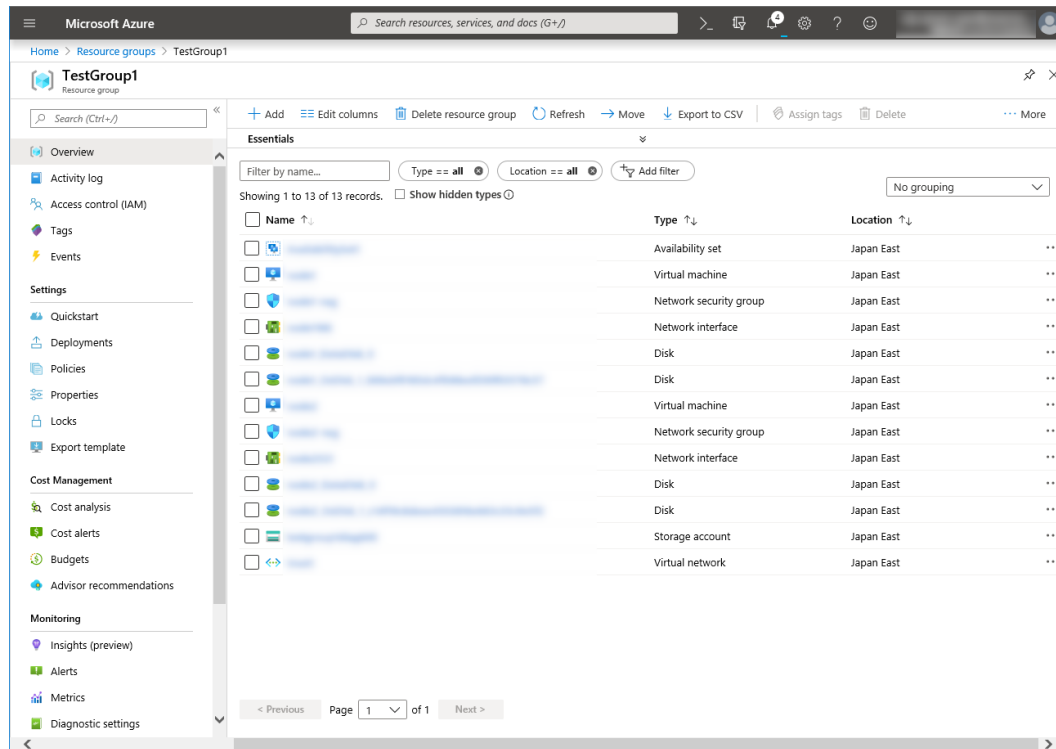 Microsoft Azure
Search resources, services, and docs (G+/)
4
Home > Resource groups > TestGroup1
TestGroup1
Resource group
Search (Ctrl+/)
Overview
Activity log
Access control (IAM)
Tags
Events
Settings
Quickstart
Deployments
Policies
Properties
Locks
Export template
Cost Management
Cost analysis
Cost alerts
Budgets
Advisor recommendations
Monitoring
Insights (preview)
Alerts
Metrics
Diagnostic settings
Add Edit columns Delete resource group Refresh Move Export to CSV Assign tags Delete ··· More
Essentials
Filter by name... Type == all Location == all Add filter
Showing 1 to 13 of 13 records. Show hidden types
No grouping
Name Type Location
Availability set Japan East
Virtual machine Japan East
Network security group Japan East
Network interface Japan East
Disk Japan East
Disk Japan East
Virtual machine Japan East
Network security group Japan East
Network interface Japan East
Disk Japan East
Disk Japan East
Storage account Japan East
Virtual network Japan East
< Previous Page 1 of 1 Next >